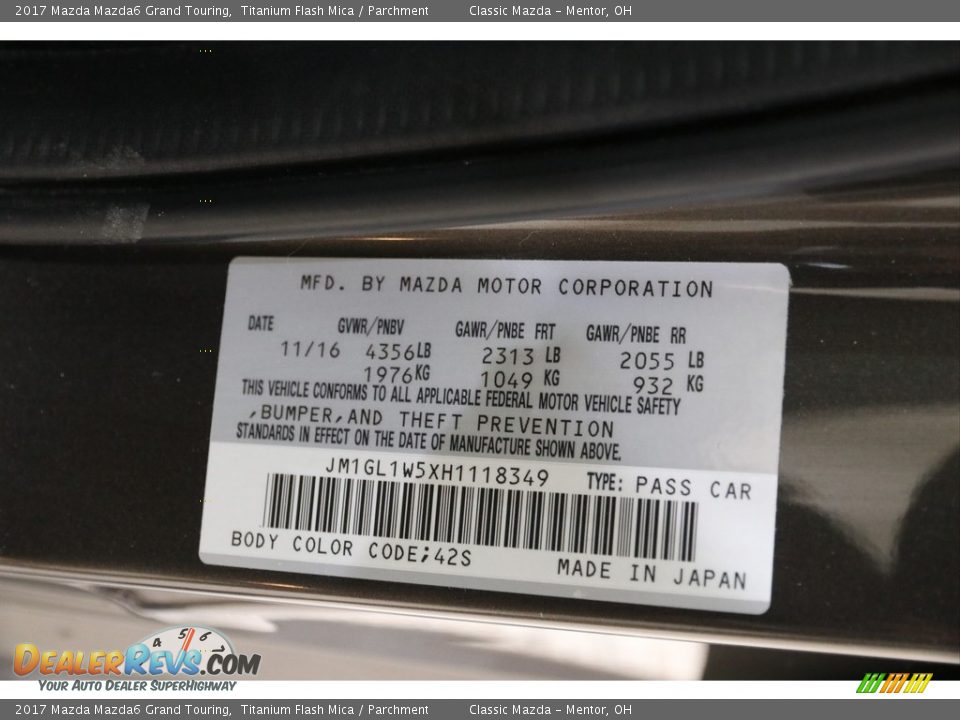 2017 Mazda Mazda6 Grand Touring, Titanium Flash Mica / Parchment Classic Mazda - Mentor, OH
MFD. BY MAZDA MOTOR CORPORATION
DATE GVWR/PNBV GAWR/PNBE FRT GAWR/PNBE RR
11/16 4356LB 2313 LB 2055 LB
1976KG 1049 KG 932 KG
THIS VEHICLE CONFORMS TO ALL APPLICABLE FEDERAL MOTOR VEHICLE SAFETY
,BUMPER,AND THEFT PREVENTION
STANDARDS IN EFFECT ON THE DATE OF MANUFACTURE SHOWN ABOVE.
JM1GL1W5XH1118349 TYPE: PASS CAR
BODY COLOR CODE;42S MADE IN JAPAN
4 5 6
DealerRevs.com
Your Auto Dealer SuperHighway
2017 Mazda Mazda6 Grand Touring, Titanium Flash Mica / Parchment Classic Mazda - Mentor, OH